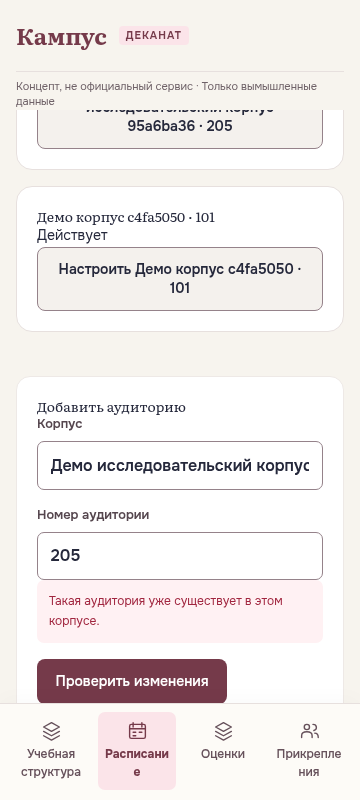 Кампус
ДЕКАНАТ
Концепт, не официальный сервис · Только вымышленные
данные
исследовательский корпус
95a6ba36 · 205
Демо корпус c4fa5050 · 101
Действует
Настроить Демо корпус c4fa5050 ·
101
Добавить аудиторию
Корпус
Демо исследовательский корпус
Номер аудитории
205
Такая аудитория уже существует в этом
корпусе.
Проверить изменения
Учебная
структура
Расписани
е
Оценки
Прикрепле
ния